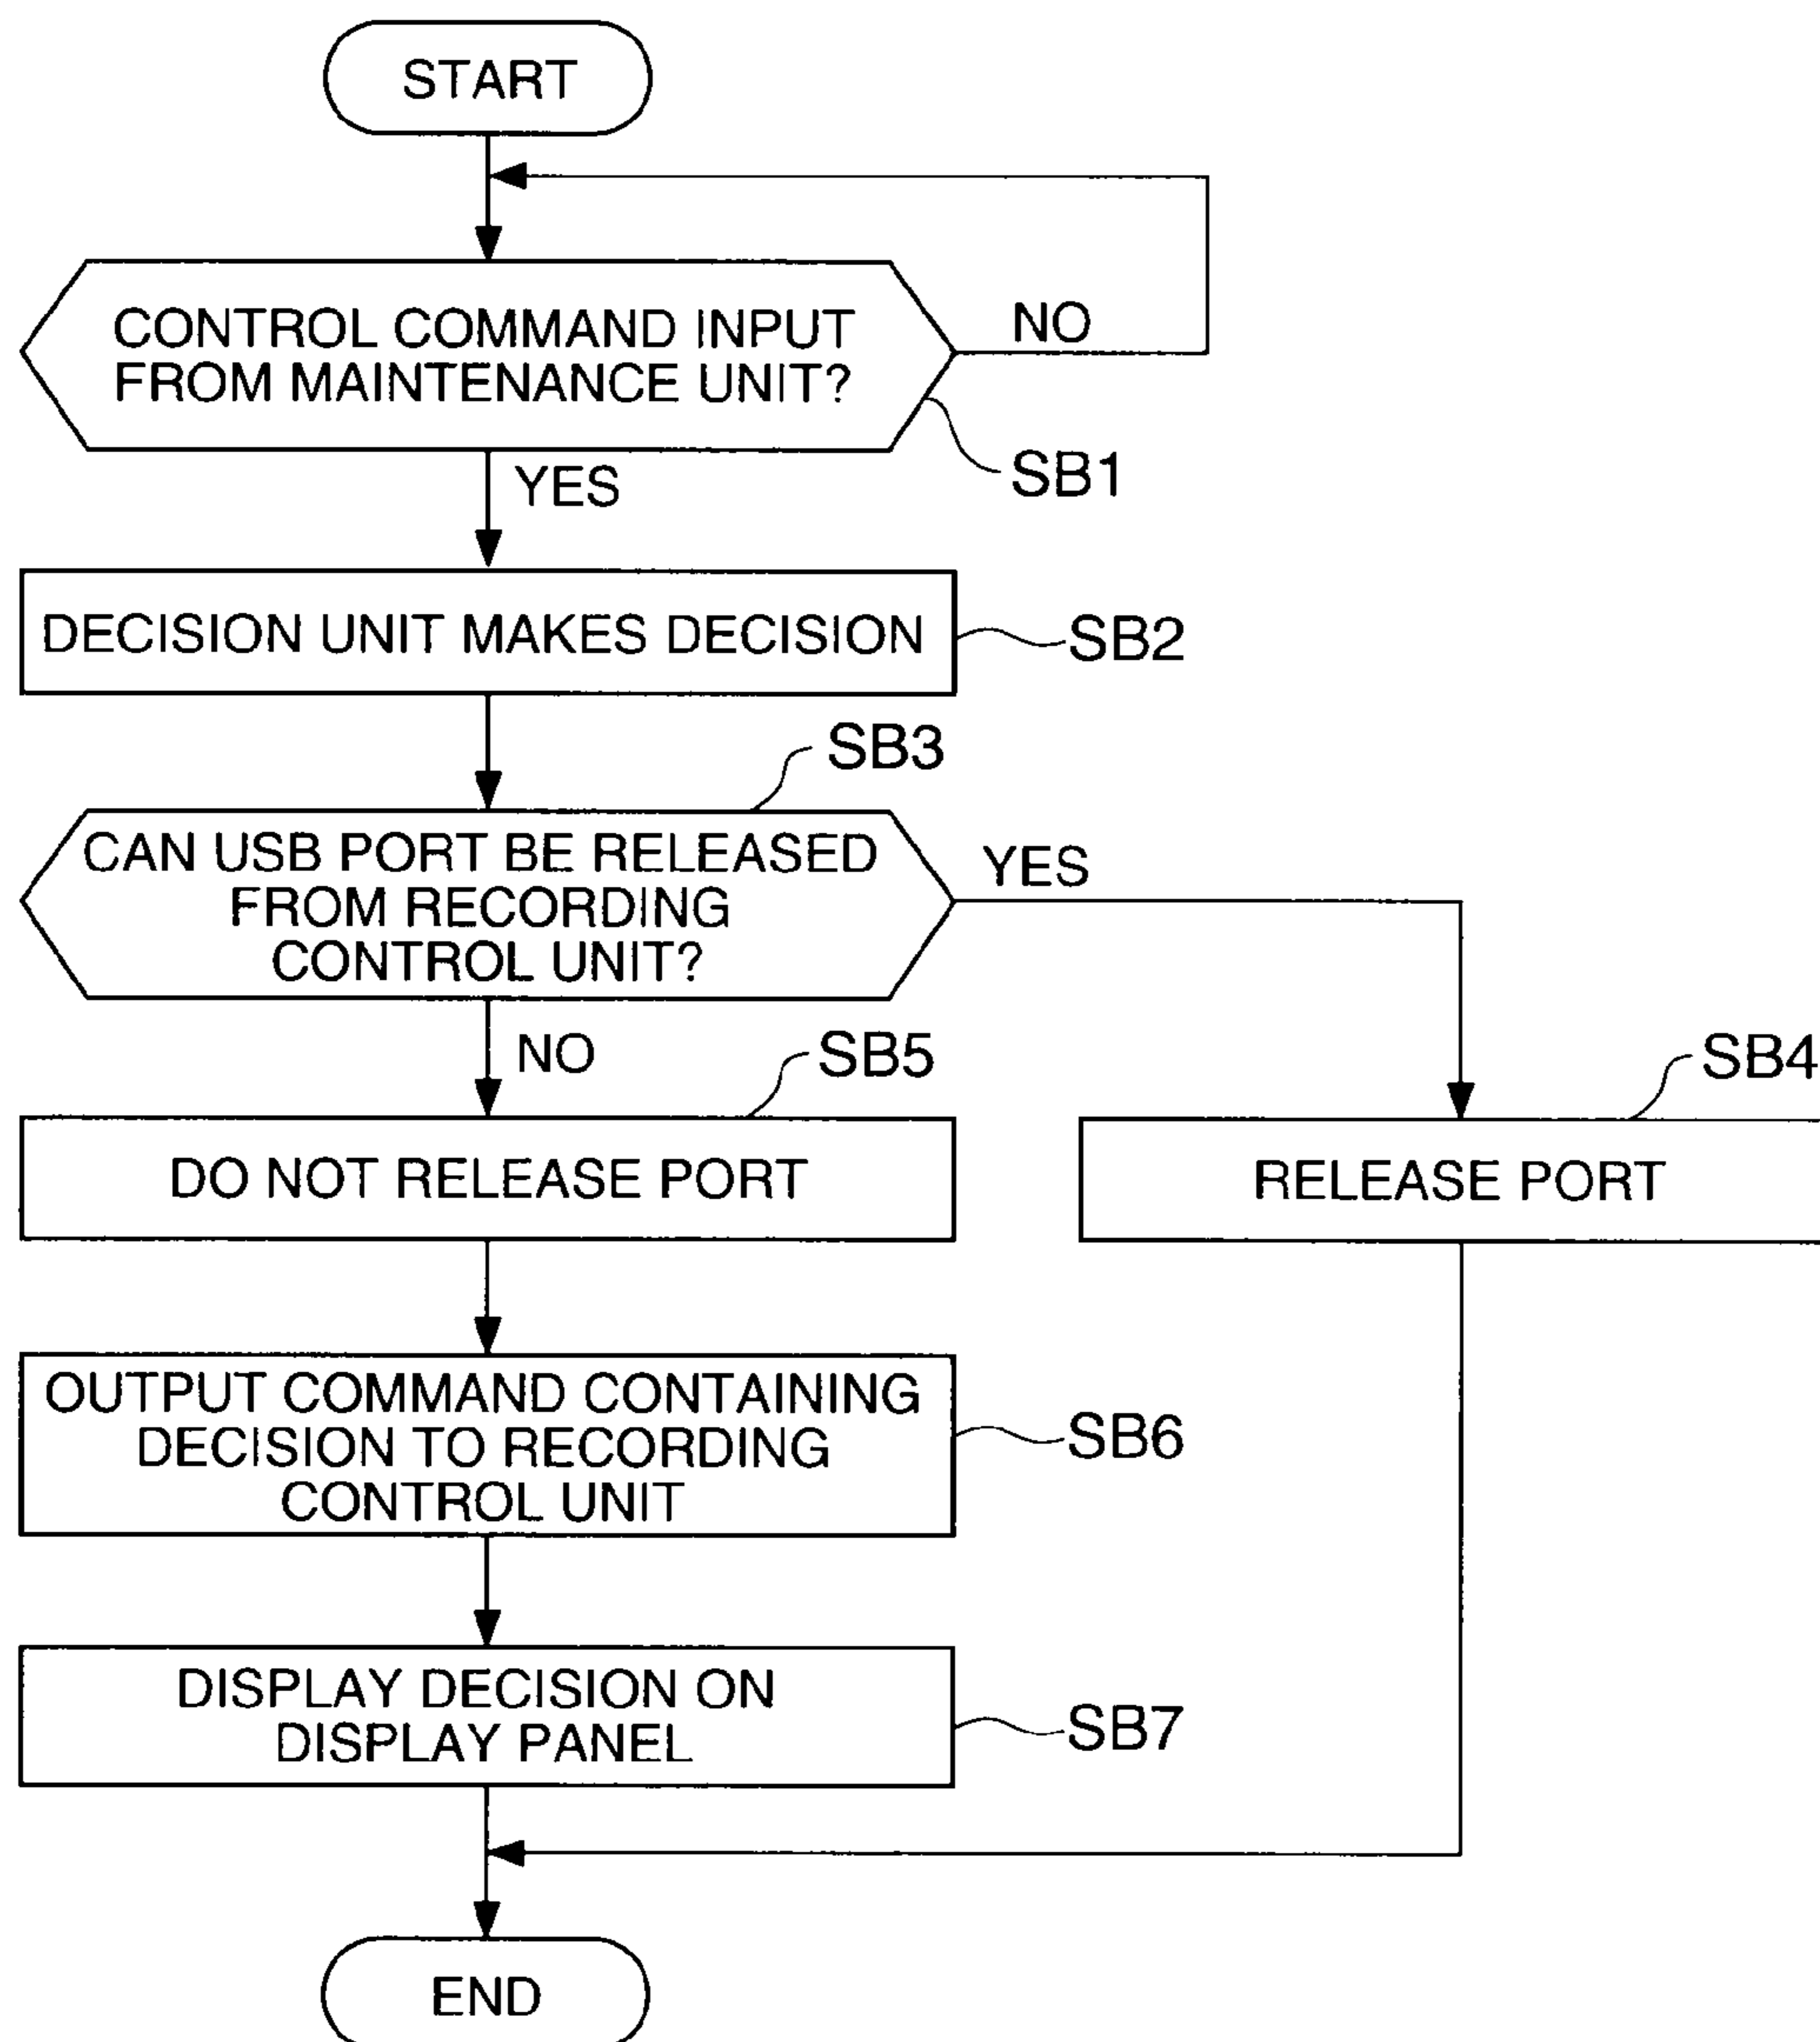 START
CONTROL COMMAND INPUT
FROM MAINTENANCE UNIT?
NO
SB1
YES
DECISION UNIT MAKES DECISION
SB2
SB3
CAN USB PORT BE RELEASED
FROM RECORDING
CONTROL UNIT?
YES
NO
SB5
SB4
DO NOT RELEASE PORT
RELEASE PORT
OUTPUT COMMAND CONTAINING
DECISION TO RECORDING
CONTROL UNIT
SB6
DISPLAY DECISION ON
DISPLAY PANEL
SB7
END